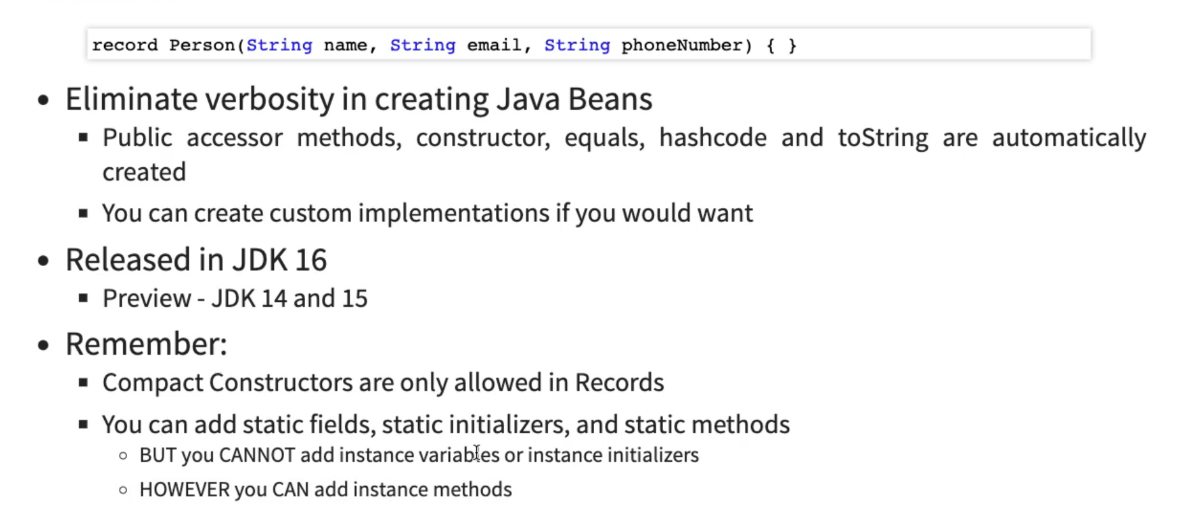 record Person(String name, String email, String phoneNumber) { }
• Eliminate verbosity in creating Java Beans
▪ Public accessor methods, constructor, equals, hashcode and toString are automatically
created
▪ You can create custom implementations if you would want
• Released in JDK 16
▪ Preview - JDK 14 and 15
• Remember:
▪ Compact Constructors are only allowed in Records
▪ You can add static fields, static initializers, and static methods
◦ BUT you CANNOT add instance variables or instance initializers
◦ HOWEVER you CAN add instance methods